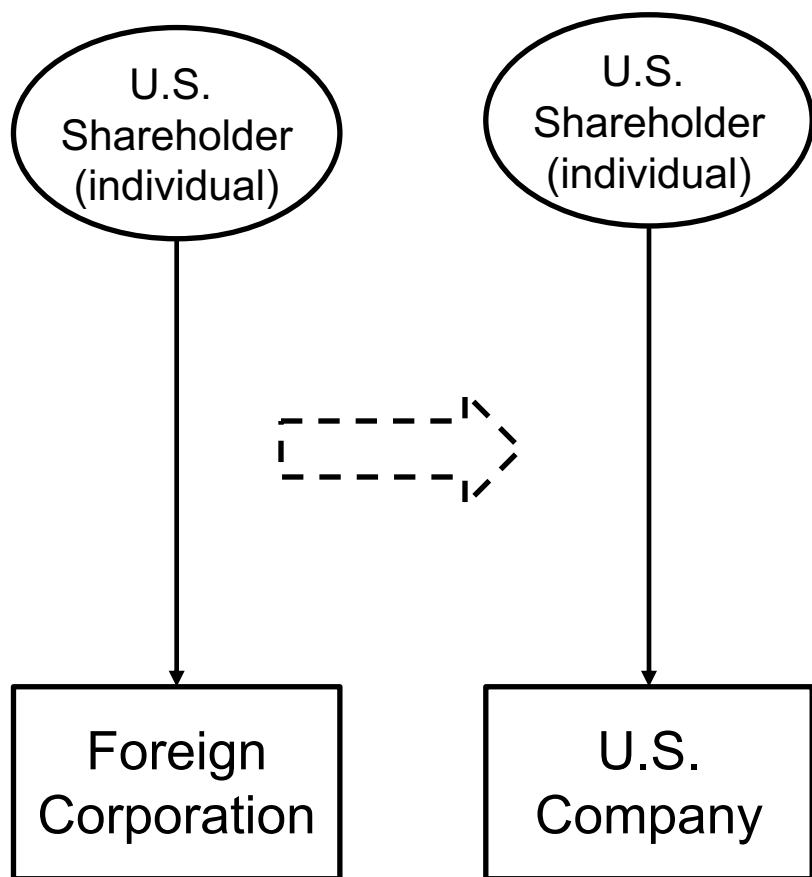 U.S.
Shareholder
(individual)
U.S.
Shareholder
(individual)
Foreign
Corporation
U.S.
Company